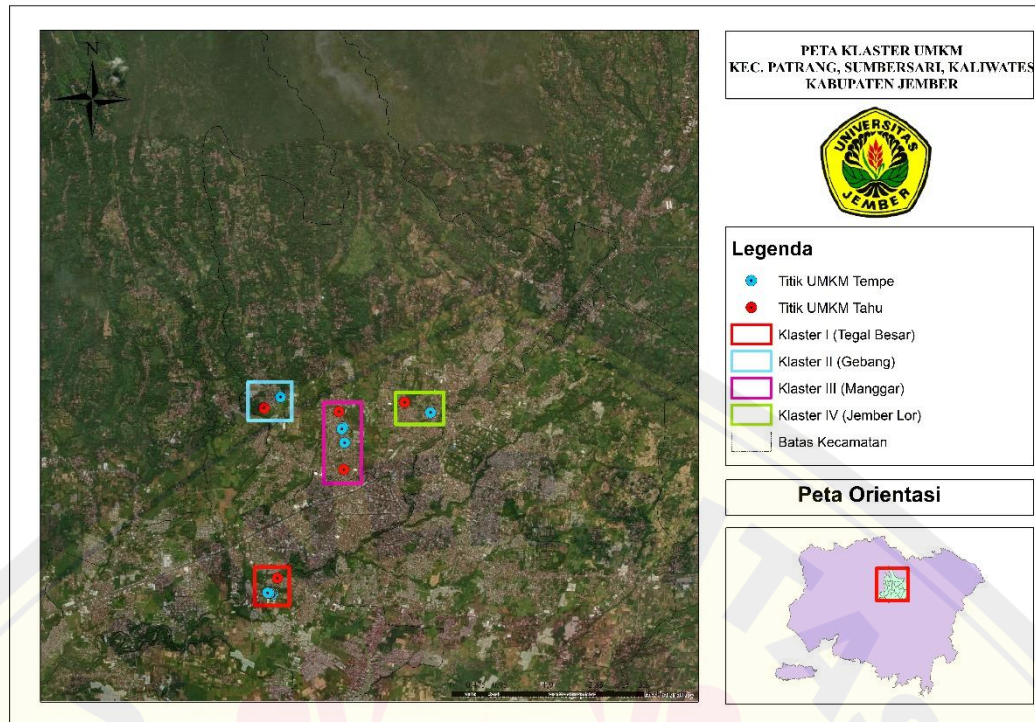 N
PETA KLASTER UMKM
KEC. PATRANG, SUMBERSARI, KALIWATES
KABUPATEN JEMBER
UNIVERSITAS
JEMBER
Legenda
Titik UMKM Tempe
Titik UMKM Tahu
Klaster I (Tegal Besar)
Klaster II (Gebang)
Klaster III (Manggar)
Klaster IV (Jember Lor)
Batas Kecamatan
Peta Orientasi